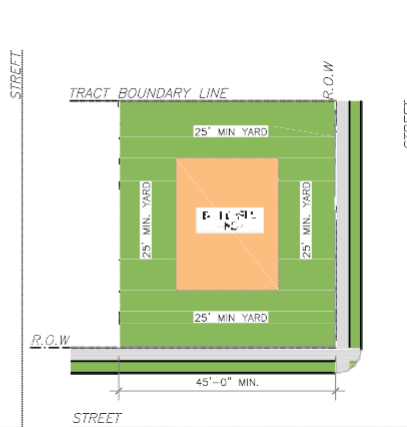 STREET
R.O.W
TRACT BOUNDARY LINE
STREET
25' MIN YARD
25' MIN. YARD
25' MIN. YARD
25' MIN YARD
R.O.W
45'-0" MIN.
STREET